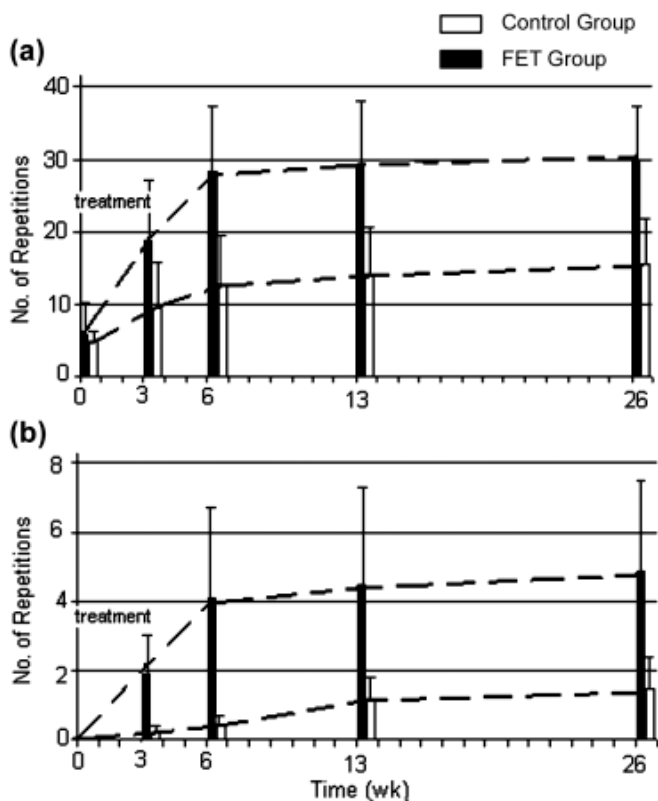 Control Group
FET Group
(a)
40
30
20
10
0
No. of Repetitions
treatment
0 3 6 13 26
(b)
8
6
4
2
0
No. of Repetitions
treatment
0 3 6 13 26
Time (wk)